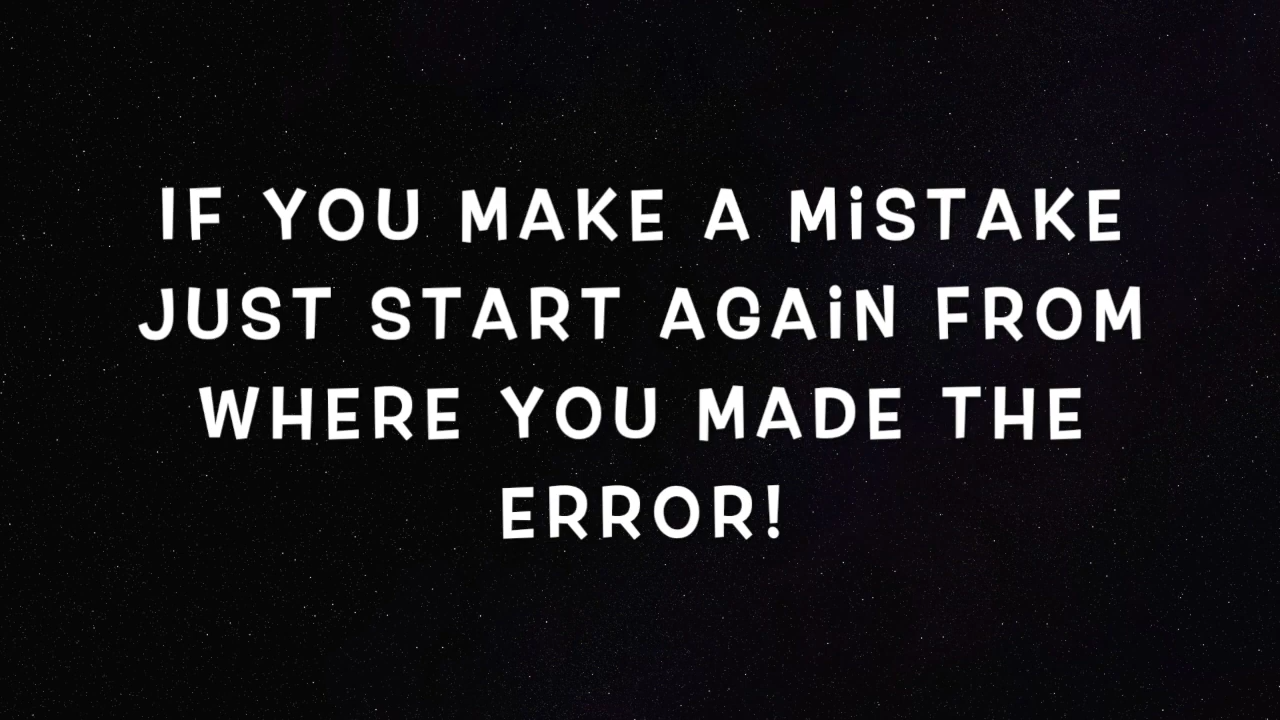 IF YOU MAKE A MiSTAKE
JUST START AGAiN FROM
WHERE YOU MADE THE
ERROR!